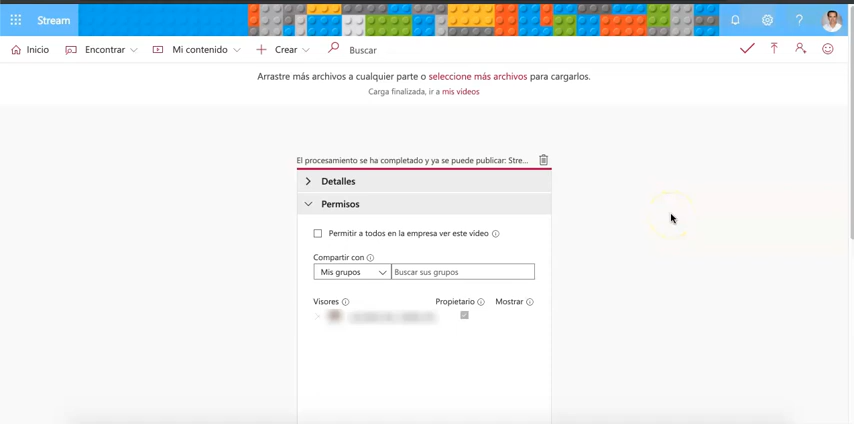 Stream
Inicio Encontrar Mi contenido Crear Buscar
Arrastre más archivos a cualquier parte o seleccione más archivos para cargarlos.
Carga finalizada, ir a mis videos
El procesamiento se ha completado y ya se puede publicar: Stre...
Detalles
Permisos
Permitir a todos en la empresa ver este video
Compartir con
Mis grupos Buscar sus grupos
Visores Propietario Mostrar